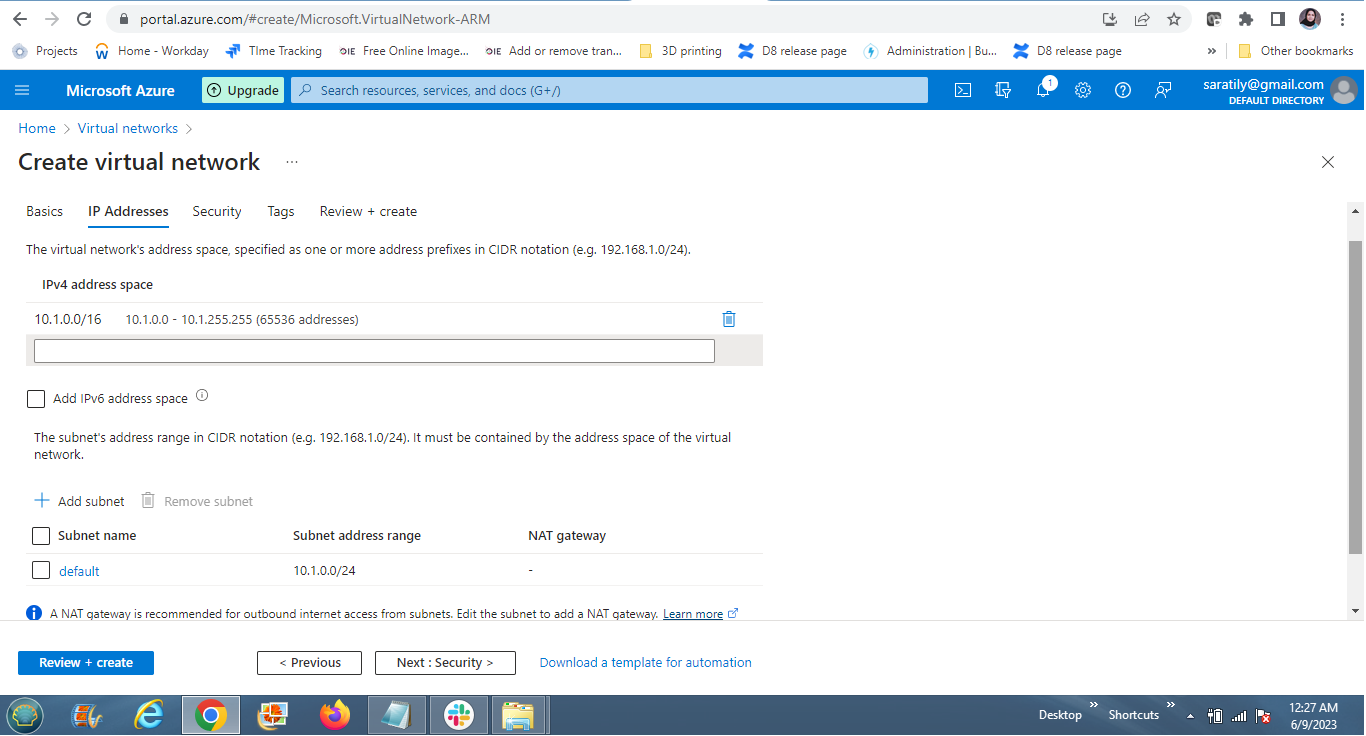 portal.azure.com/#create/Microsoft.VirtualNetwork-ARM
Projects Home - Workday TIme Tracking OIE Free Online Image... OIE Add or remove tran... 3D printing D8 release page Administration | Bu... D8 release page » Other bookmarks
Microsoft Azure Upgrade Search resources, services, and docs (G+/) 1 saratily@gmail.com
DEFAULT DIRECTORY
Home > Virtual networks >
Create virtual network ...
Basics IP Addresses Security Tags Review + create
The virtual network's address space, specified as one or more address prefixes in CIDR notation (e.g. 192.168.1.0/24).
IPv4 address space
10.1.0.0/16 10.1.0.0 - 10.1.255.255 (65536 addresses)
Add IPv6 address space
The subnet's address range in CIDR notation (e.g. 192.168.1.0/24). It must be contained by the address space of the virtual
network.
+ Add subnet Remove subnet
Subnet name Subnet address range NAT gateway
default 10.1.0.0/24 -
A NAT gateway is recommended for outbound internet access from subnets. Edit the subnet to add a NAT gateway. Learn more
Review + create < Previous Next : Security > Download a template for automation
Desktop » Shortcuts » 12:27 AM
6/9/2023